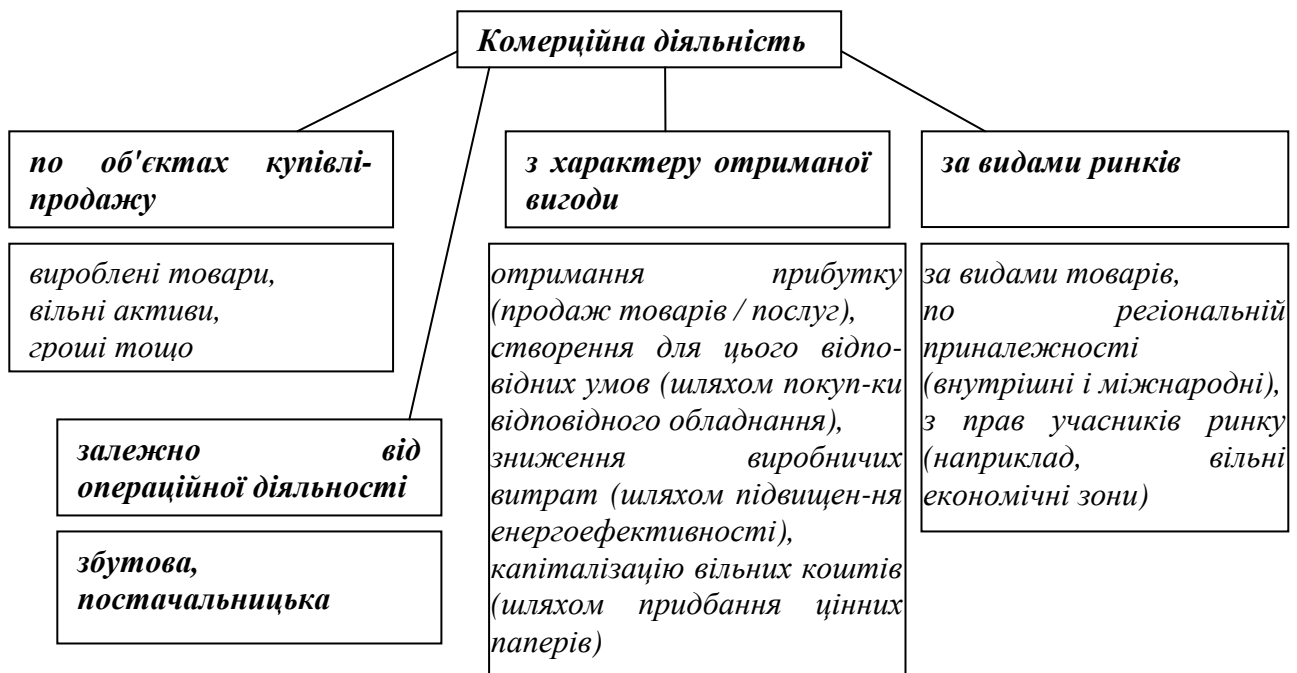 Комерційна діяльність
по об'єктах купівлі-
продажу
вироблені товари,
вільні активи,
гроші тощо
залежно від
операційної діяльності
збутова,
постачальницька
з характеру отриманої
вигоди
отримання прибутку
(продаж товарів / послуг),
створення для цього відпо-
відних умов (шляхом покуп-ки
відповідного обладнання),
зниження виробничих
витрат (шляхом підвищен-ня
енергоефективності),
капіталізацію вільних коштів
(шляхом придбання цінних
паперів)
за видами ринків
за видами товарів,
по регіональній
приналежності
(внутрішні і міжнародні),
з прав учасників ринку
(наприклад, вільні
економічні зони)